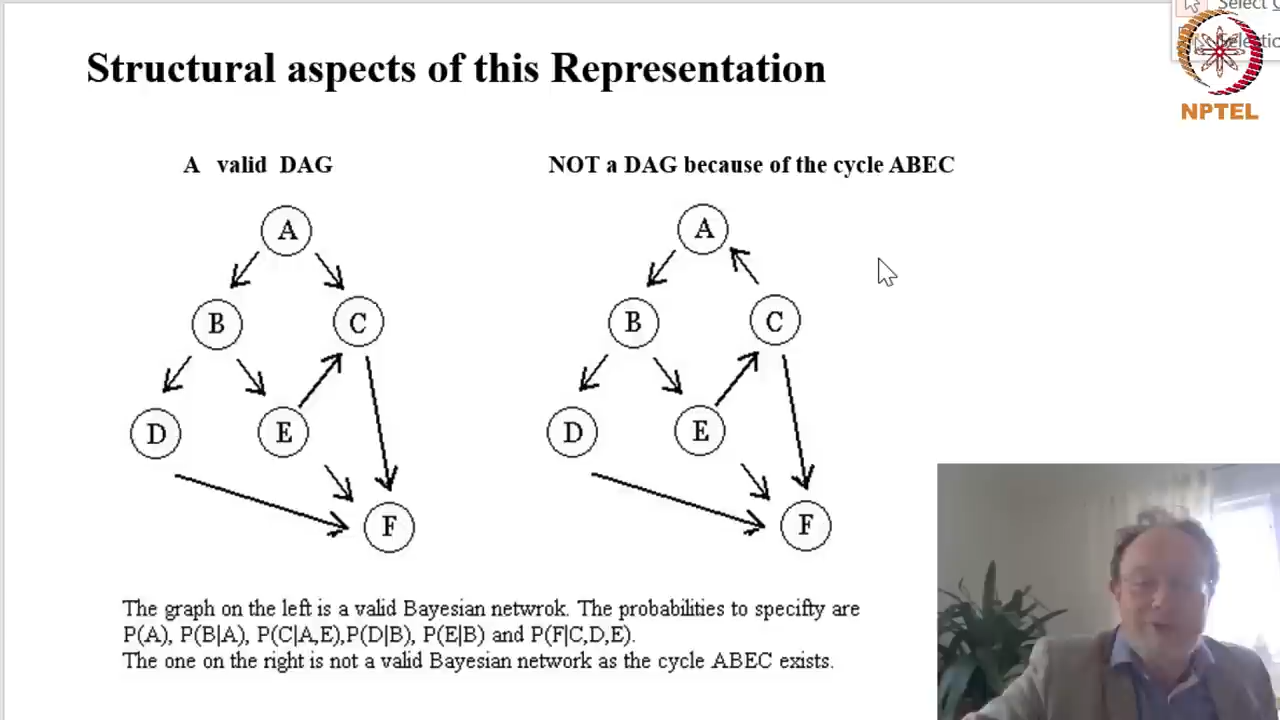 Select
Selectio
NPTEL
Structural aspects of this Representation
A valid DAG
NOT a DAG because of the cycle ABEC
A
B
C
D
E
F
A
B
C
D
E
F
The graph on the left is a valid Bayesian netwrok. The probabilities to specifty are
P(A), P(B|A), P(C|A,E),P(D|B), P(E|B) and P(F|C,D,E).
The one on the right is not a valid Bayesian network as the cycle ABEC exists.